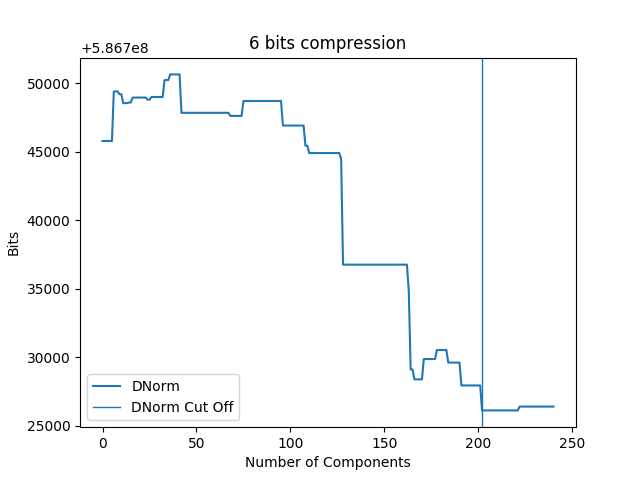 6 bits compression
+5.867e8
50000
45000
40000
35000
30000
25000
Bits
DNorm
DNorm Cut Off
0 50 100 150 200 250
Number of Components